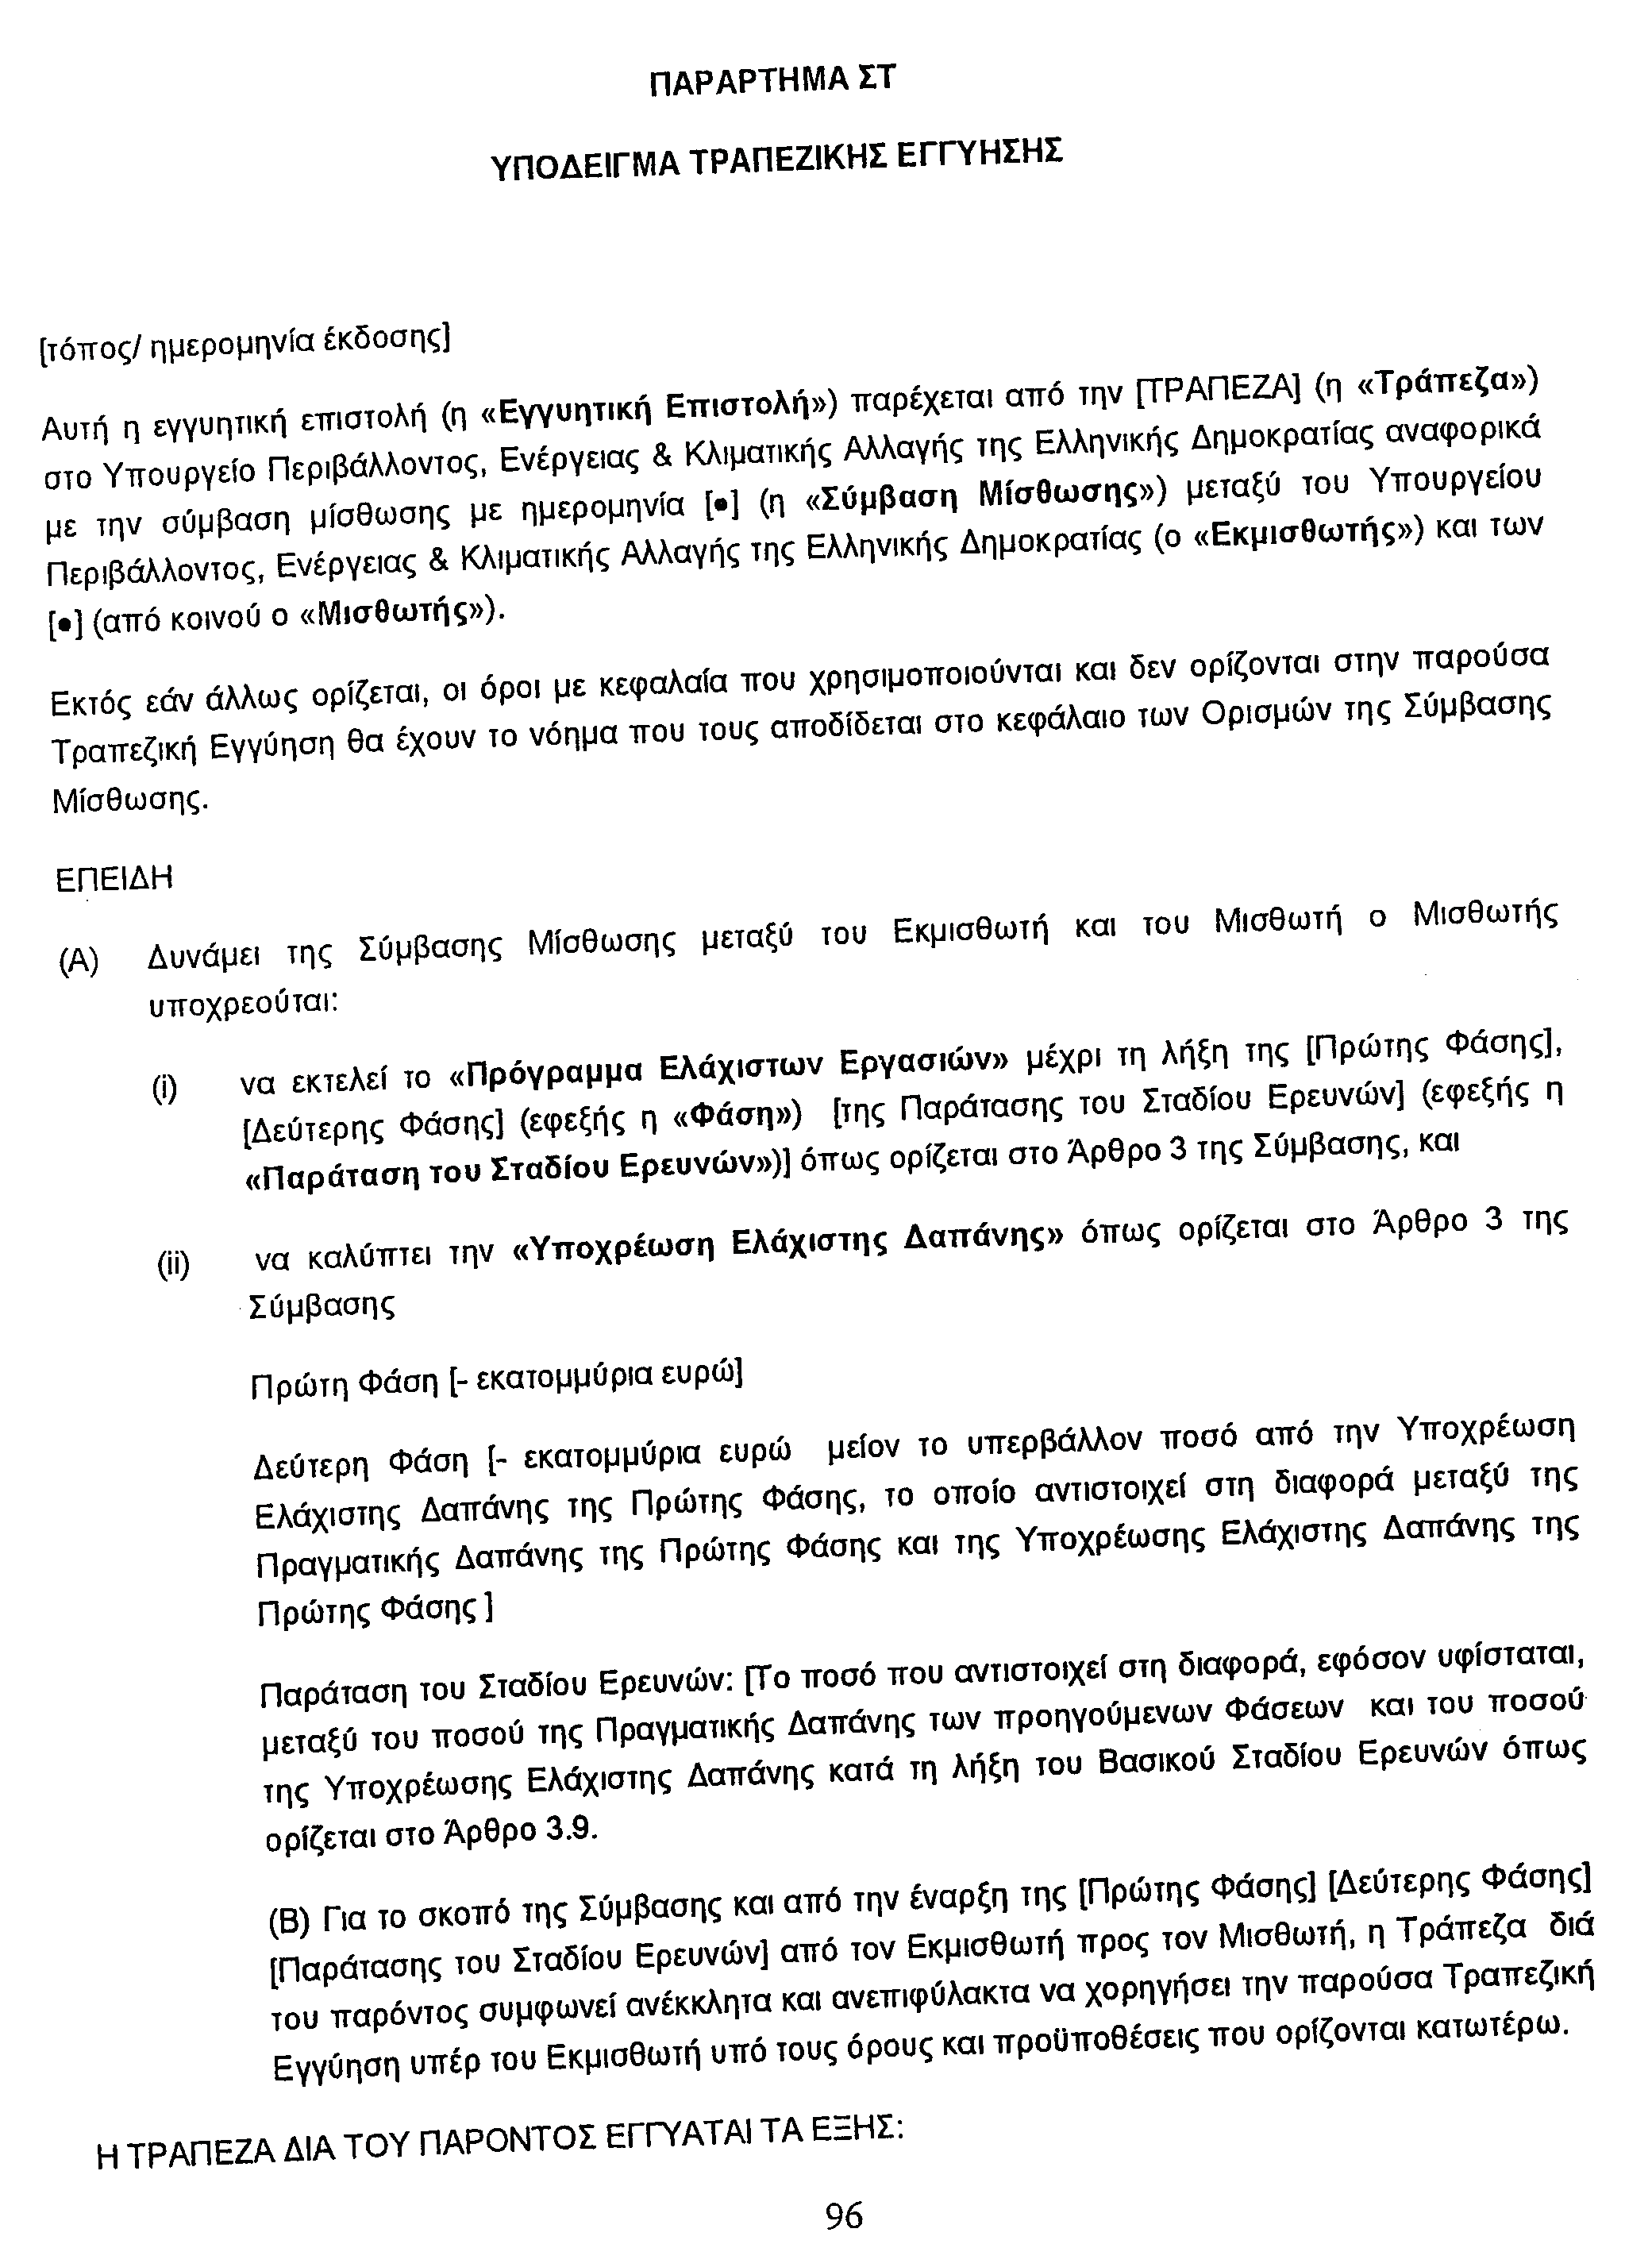 ΠΑΡΑΡΤΗΜΑ ΣΤ
ΥΠΟΔΕΙΓΜΑ ΤΡΑΠΕΖΙΚΗΣ ΕΓΓΥΗΣΗΣ
[τόπος/ ημερομηνία έκδοσης]
Αυτή η εγγυητική επιστολή (η «Εγγυητική Επιστολή») παρέχεται από την [ΤΡΑΠΕΖΑ] (η «Τράπεζα»)
στο Υπουργείο Περιβάλλοντος, Ενέργειας & Κλιματικής Αλλαγής της Ελληνικής Δημοκρατίας αναφορικά
με την σύμβαση μίσθωσης με ημερομηνία [•] (η «Σύμβαση Μίσθωσης») μεταξύ του Υπουργείου
Περιβάλλοντος, Ενέργειας & Κλιματικής Αλλαγής της Ελληνικής Δημοκρατίας (ο «Εκμισθωτής») και των
[•] (από κοινού ο «Μισθωτής»).
Εκτός εάν άλλως ορίζεται, οι όροι με κεφαλαία που χρησιμοποιούνται και δεν ορίζονται στην παρούσα
Τραπεζική Εγγύηση θα έχουν το νόημα που τους αποδίδεται στο κεφάλαιο των Ορισμών της Σύμβασης
Μίσθωσης.
ΕΠΕΙΔΗ
(Α) Δυνάμει της Σύμβασης Μίσθωσης μεταξύ του Εκμισθωτή και του Μισθωτή ο Μισθωτής
υποχρεούται:
(i) να εκτελεί το «Πρόγραμμα Ελάχιστων Εργασιών» μέχρι τη λήξη της [Πρώτης Φάσης],
[Δεύτερης Φάσης] (εφεξής η «Φάση») [της Παράτασης του Σταδίου Ερευνών] (εφεξής η
«Παράταση του Σταδίου Ερευνών»)] όπως ορίζεται στο Άρθρο 3 της Σύμβασης, και
(ii) να καλύπτει την «Υποχρέωση Ελάχιστης Δαπάνης» όπως ορίζεται στο Άρθρο 3 της
Σύμβασης
Πρώτη Φάση [- εκατομμύρια ευρώ]
Δεύτερη Φάση [- εκατομμύρια ευρώ μείον το υπερβάλλον ποσό από την Υποχρέωση
Ελάχιστης Δαπάνης της Πρώτης Φάσης, το οποίο αντιστοιχεί στη διαφορά μεταξύ της
Πραγματικής Δαπάνης της Πρώτης Φάσης και της Υποχρέωσης Ελάχιστης Δαπάνης της
Πρώτης Φάσης ]
Παράταση του Σταδίου Ερευνών: [Το ποσό που αντιστοιχεί στη διαφορά, εφόσον υφίσταται,
μεταξύ του ποσού της Πραγματικής Δαπάνης των προηγούμενων Φάσεων και του ποσού
της Υποχρέωσης Ελάχιστης Δαπάνης κατά τη λήξη του Βασικού Σταδίου Ερευνών όπως
ορίζεται στο Άρθρο 3.9.
(Β) Για το σκοπό της Σύμβασης και από την έναρξη της [Πρώτης Φάσης] [Δεύτερης Φάσης]
[Παράτασης του Σταδίου Ερευνών] από τον Εκμισθωτή προς τον Μισθωτή, η Τράπεζα διά
του παρόντος συμφωνεί ανέκκλητα και ανεπιφύλακτα να χορηγήσει την παρούσα Τραπεζική
Εγγύηση υπέρ του Εκμισθωτή υπό τους όρους και προϋποθέσεις που ορίζονται κατωτέρω.
Η ΤΡΑΠΕΖΑ ΔΙΑ ΤΟΥ ΠΑΡΟΝΤΟΣ ΕΓΓΥΑΤΑΙ ΤΑ ΕΞΗΣ:
96